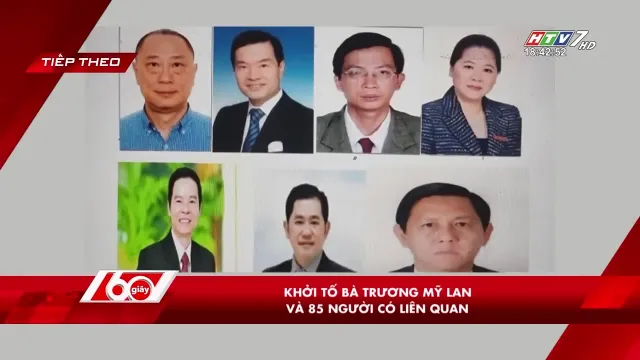 TIẾP THEO
HTV7 HD
18:42:52
60 giây
KHỞI TỐ BÀ TRƯƠNG MỸ LAN
VÀ 85 NGƯỜI CÓ LIÊN QUAN